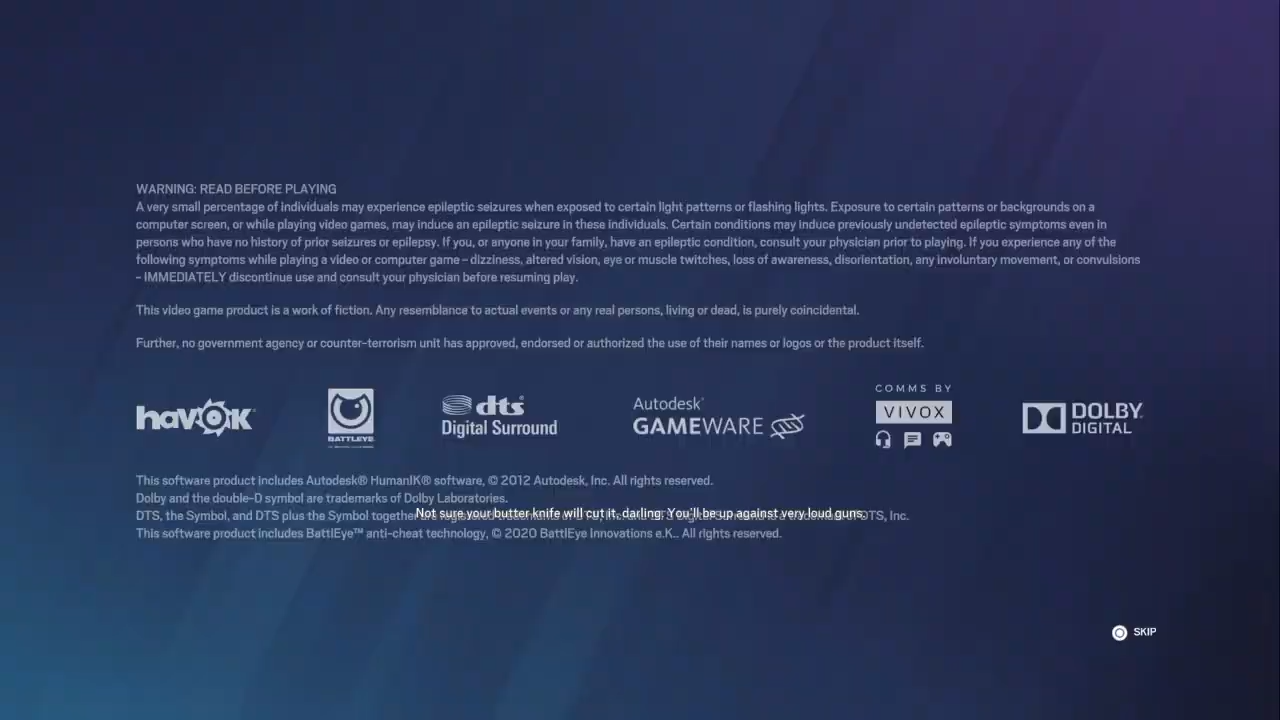 WARNING: READ BEFORE PLAYING
A very small percentage of individuals may experience epileptic seizures when exposed to certain light patterns or flashing lights. Exposure to certain patterns or backgrounds on a
computer screen, or while playing video games, may induce an epileptic seizure in these individuals. Certain conditions may induce previously undetected epileptic symptoms even in
persons who have no history of prior seizures or epilepsy. If you, or anyone in your family, have an epileptic condition, consult your physician prior to playing. If you experience any of the
following symptoms while playing a video or computer game – dizziness, altered vision, eye or muscle twitches, loss of awareness, disorientation, any involuntary movement, or convulsions
– IMMEDIATELY discontinue use and consult your physician before resuming play.
This video game product is a work of fiction. Any resemblance to actual events or any real persons, living or dead, is purely coincidental.
Further, no government agency or counter-terrorism unit has approved, endorsed or authorized the use of their names or logos or the product itself.
havok
BATTLEYE
dts
Digital Surround
Autodesk
GAMEWARE
COMMS BY
VIVOX
DOLBY
DIGITAL
This software product includes Autodesk® HumanIK® software, © 2012 Autodesk, Inc. All rights reserved.
Dolby and the double-D symbol are trademarks of Dolby Laboratories.
Not sure your butter knife will cut it, darling. You'll be up against very loud guns.
DTS, the Symbol, and DTS plus the Symbol together DTS, Inc.
This software product includes BattlEye™ anti-cheat technology, © 2020 BattlEye Innovations e.K.. All rights reserved.
SKIP